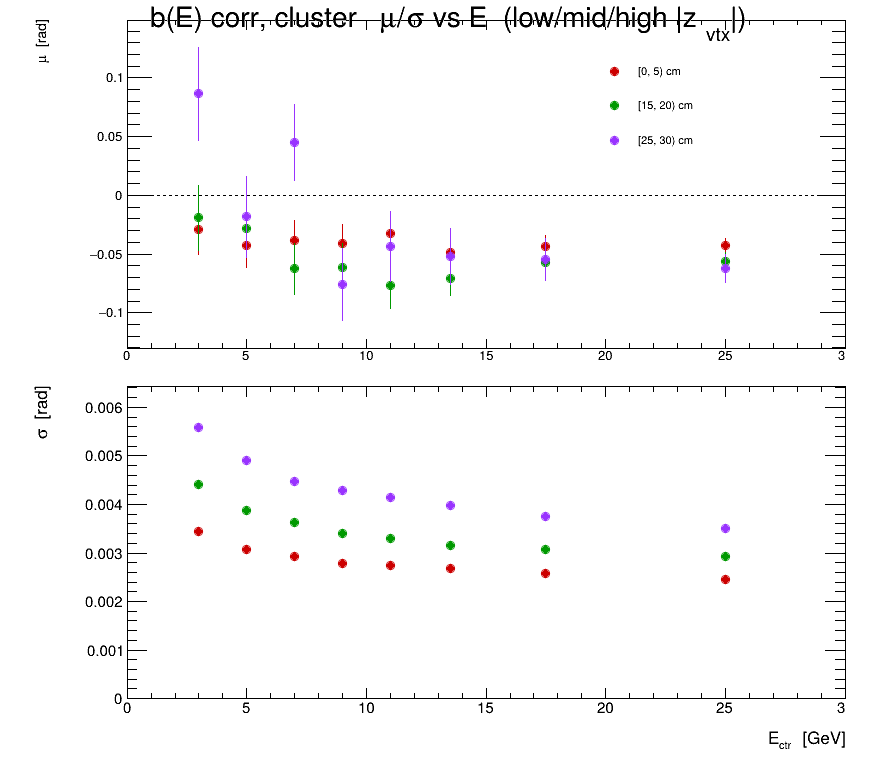 b(E) corr, cluster μ/σ vs E (low/mid/high |z vtx|)
μ [rad]
[0, 5) cm
[15, 20) cm
[25, 30) cm
0.1
0.05
0
−0.05
−0.1
0 5 10 15 20 25 3
σ [rad]
0.006
0.005
0.004
0.003
0.002
0.001
0
0 5 10 15 20 25 3
Ectr [GeV]